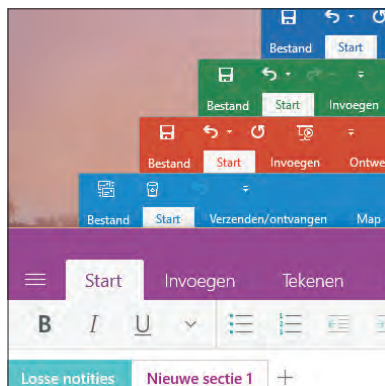 Bestand Start
Bestand Start Invoegen
Bestand Start Invoegen Ontwe
Bestand Start Verzenden/ontvangen Map
Start Invoegen Tekenen
B I U
Losse notities Nieuwe sectie 1 +